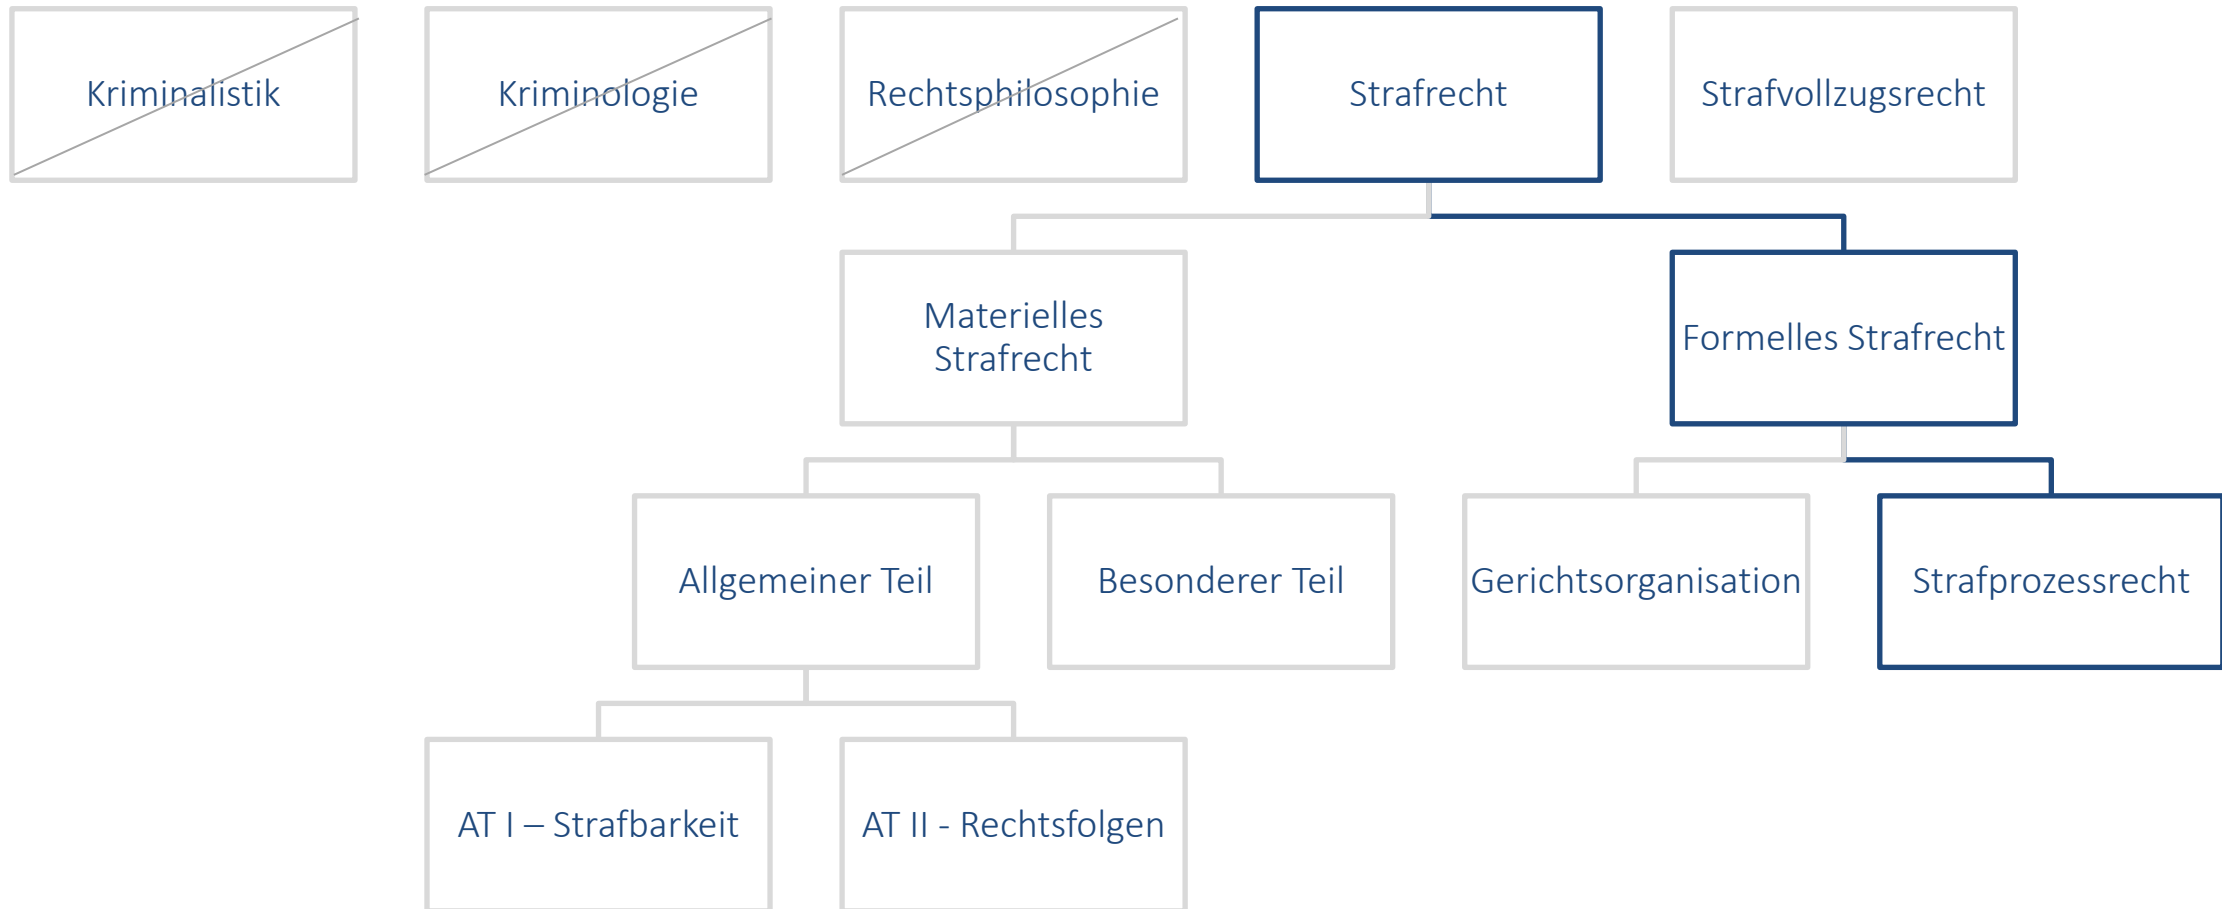 Kriminalistik
Kriminologie
Rechtsphilosophie
Strafrecht
Strafvollzugsrecht
Materielles
Strafrecht
Formelles Strafrecht
Allgemeiner Teil
Besonderer Teil
Gerichtsorganisation
Strafprozessrecht
AT I – Strafbarkeit
AT II - Rechtsfolgen